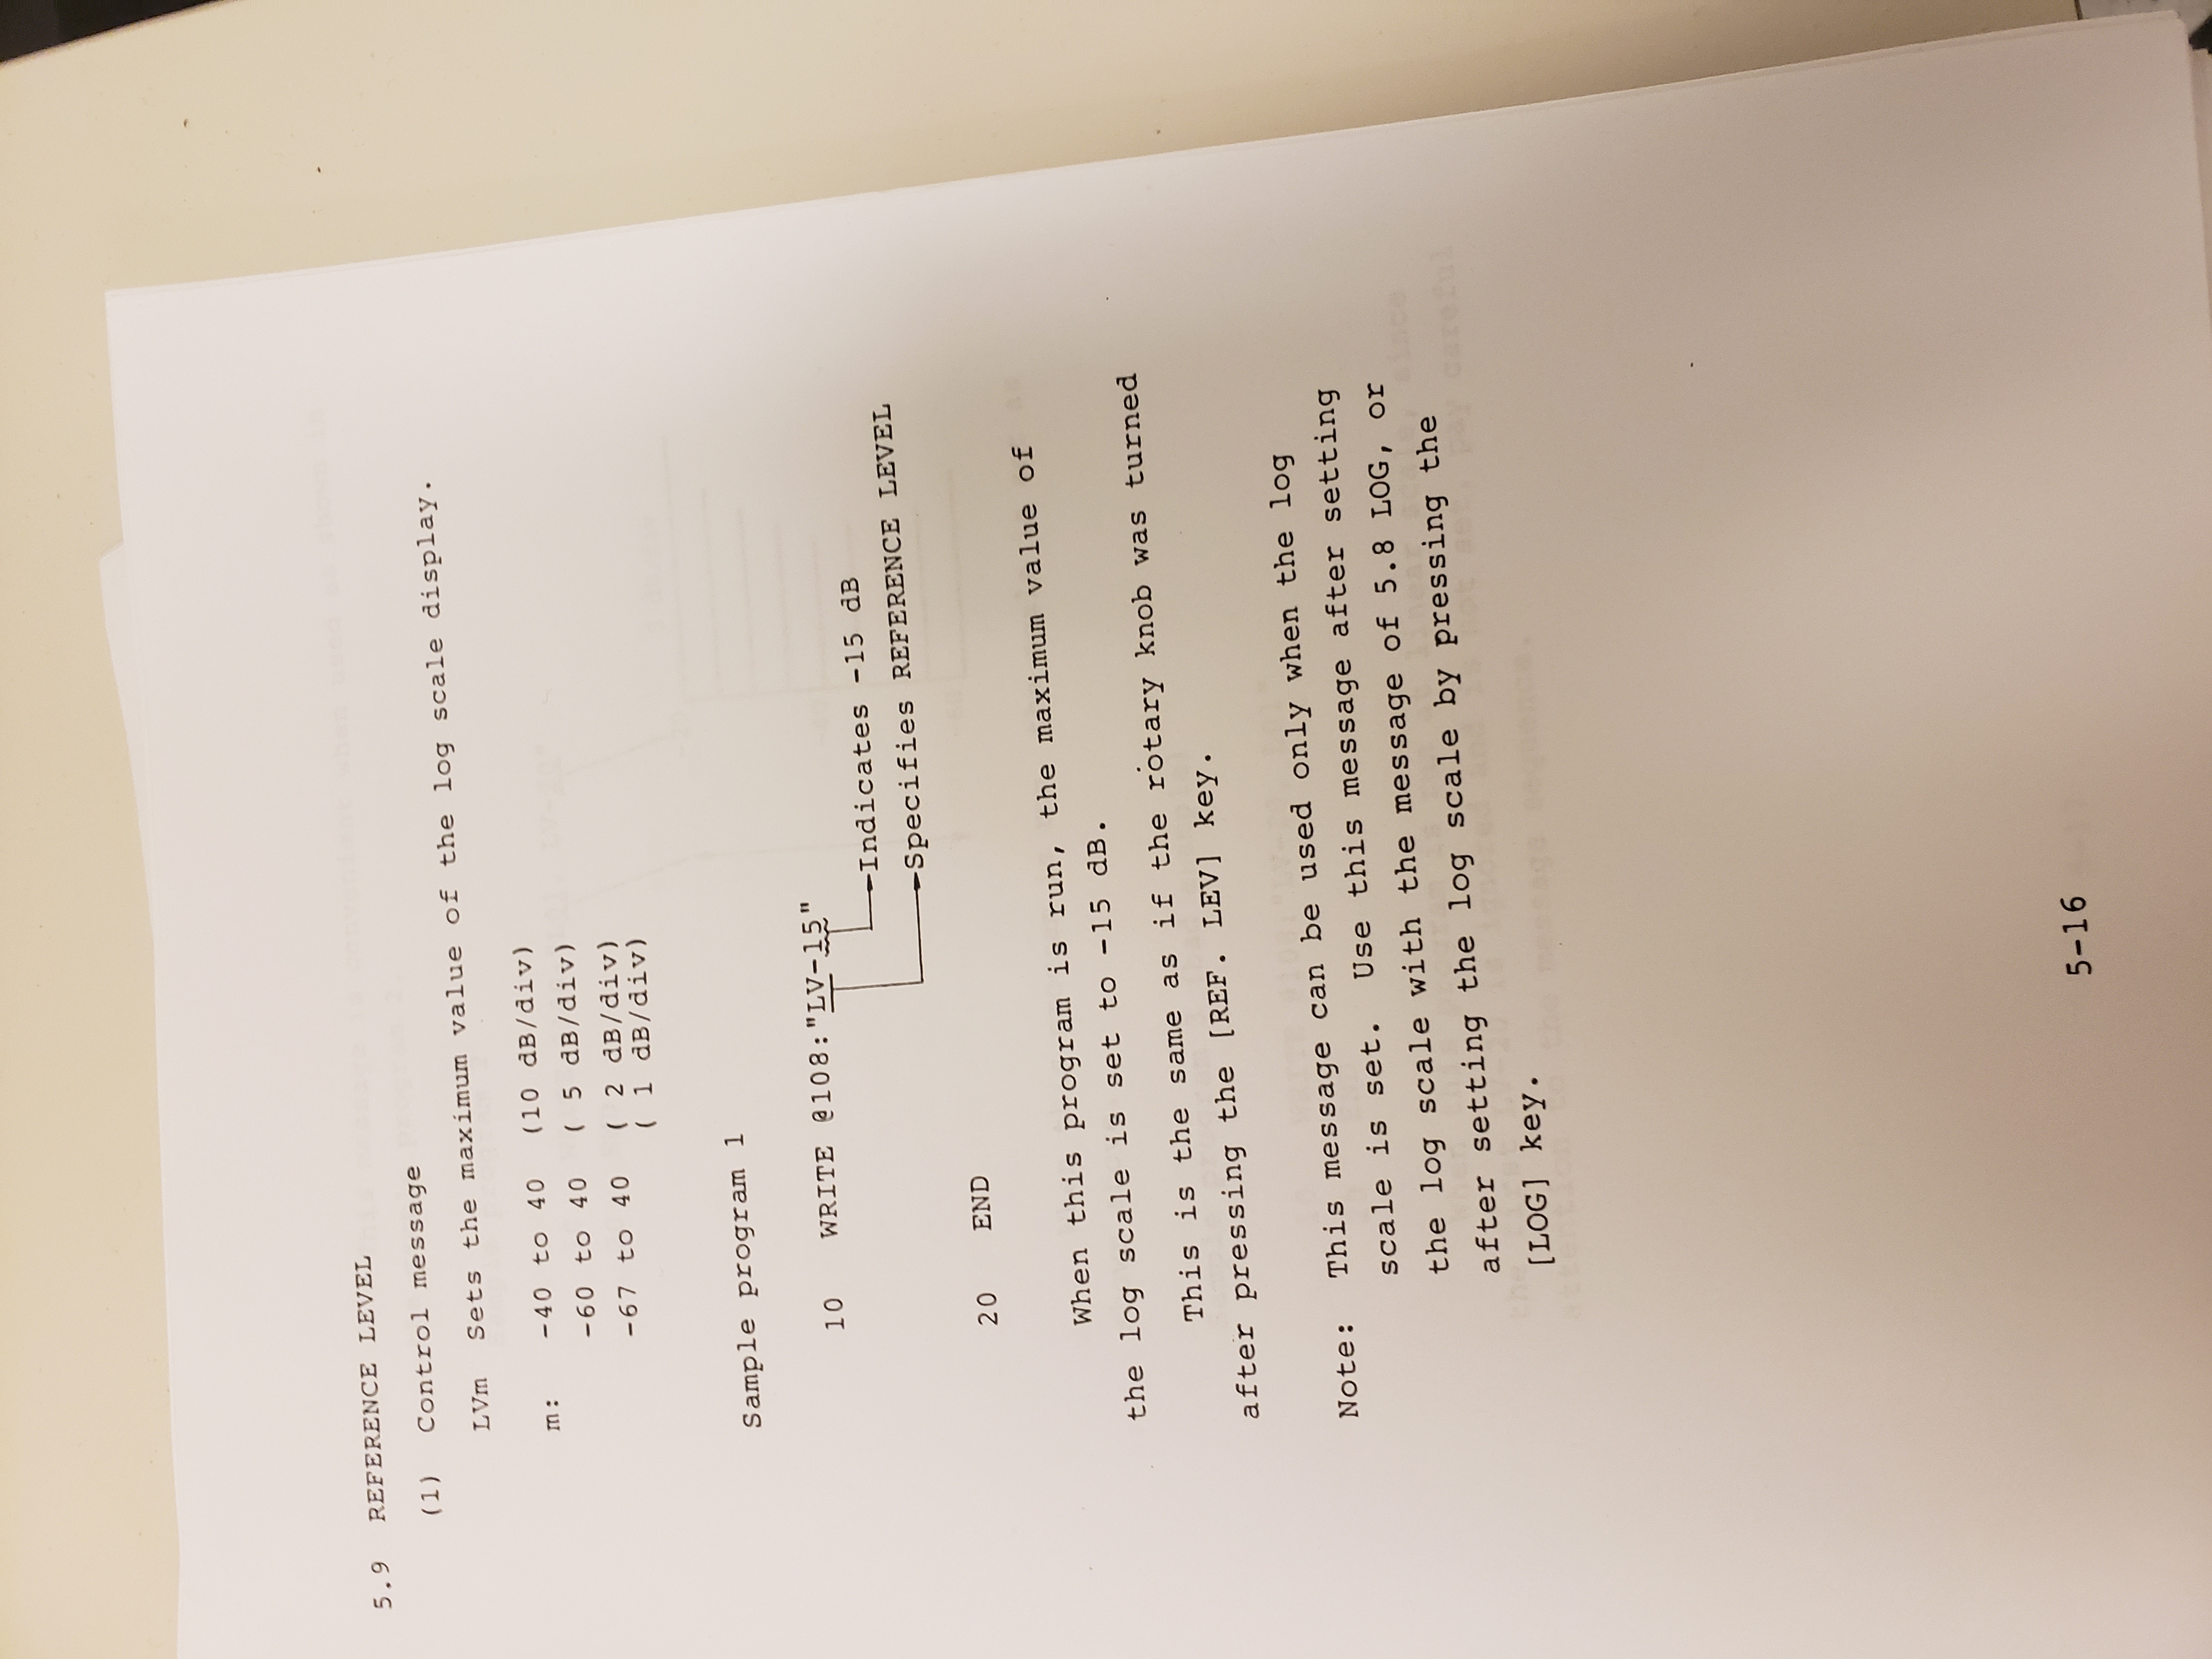 5.9 REFERENCE LEVEL
(1) Control message
LVm Sets the maximum value of the log scale display.
m: -40 to 40 (10 dB/div)
-60 to 40 ( 5 dB/div)
-67 to 40 ( 2 dB/div)
( 1 dB/div)
Sample program 1
10 WRITE @108:"LV-15"
Indicates -15 dB
Specifies REFERENCE LEVEL
20 END
When this program is run, the maximum value of
the log scale is set to -15 dB.
This is the same as if the rotary knob was turned
after pressing the [REF. LEV] key.
Note: This message can be used only when the log
scale is set. Use this message after setting
the log scale with the message of 5.8 LOG, or
after setting the log scale by pressing the
[LOG] key.
5-16